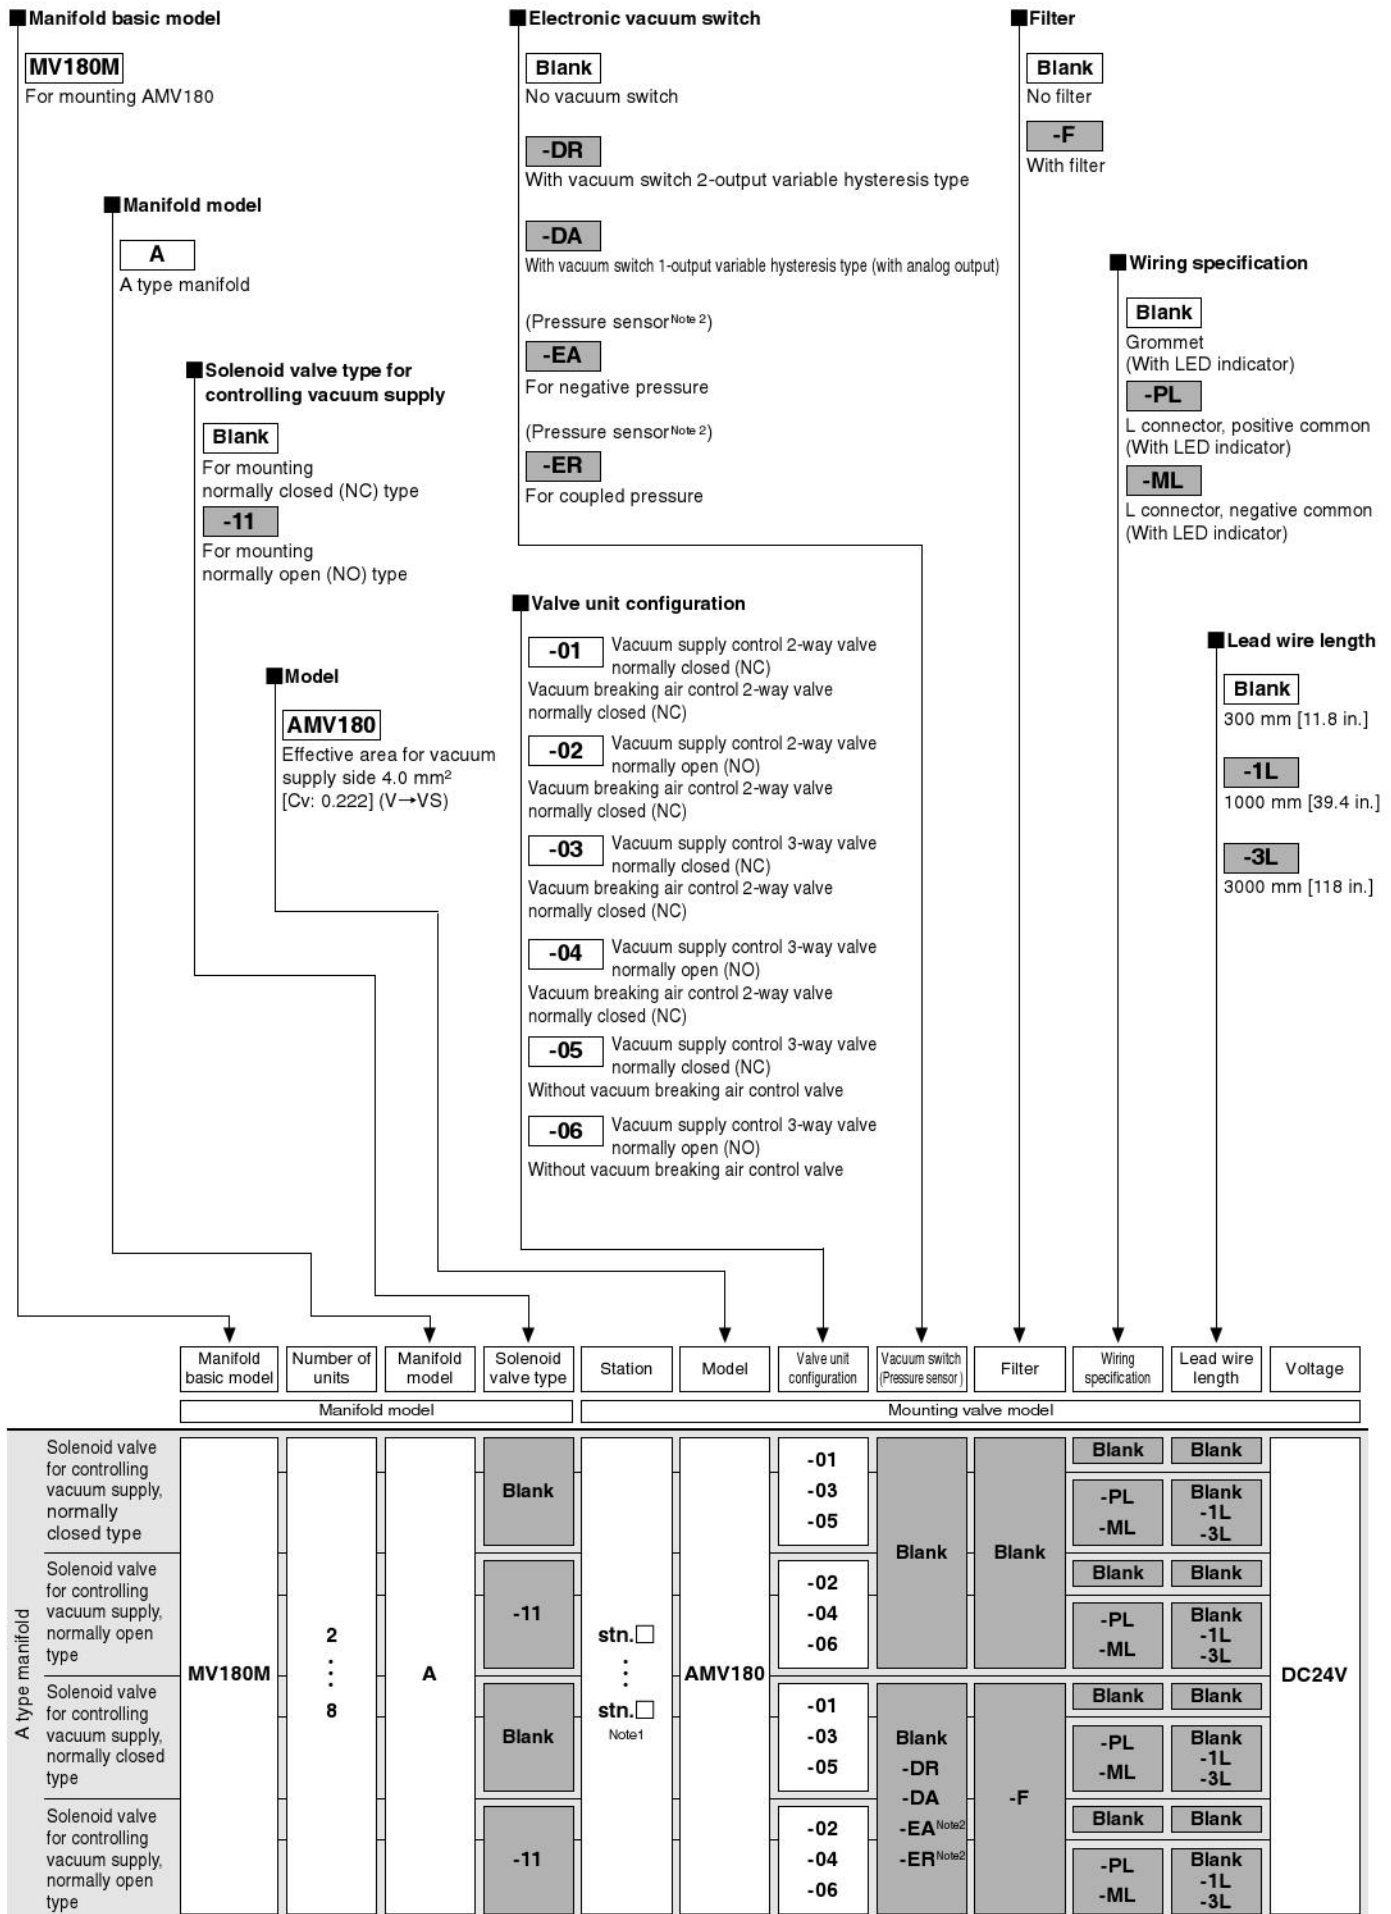 ■Manifold basic model
MV180M
For mounting AMV180
■Manifold model
A
A type manifold
■Solenoid valve type for
controlling vacuum supply
Blank
For mounting
normally closed (NC) type
-11
For mounting
normally open (NO) type
■Model
AMV180
Effective area for vacuum
supply side 4.0 mm²
[Cv: 0.222] (V→VS)
■Electronic vacuum switch
Blank
No vacuum switch
-DR
With vacuum switch 2-output variable hysteresis type
-DA
With vacuum switch 1-output variable hysteresis type (with analog output)
(Pressure sensor Note 2)
-EA
For negative pressure
(Pressure sensor Note 2)
-ER
For coupled pressure
■Valve unit configuration
-01 Vacuum supply control 2-way valve
normally closed (NC)
Vacuum breaking air control 2-way valve
normally closed (NC)
-02 Vacuum supply control 2-way valve
normally open (NO)
Vacuum breaking air control 2-way valve
normally closed (NC)
-03 Vacuum supply control 3-way valve
normally closed (NC)
Vacuum breaking air control 2-way valve
normally closed (NC)
-04 Vacuum supply control 3-way valve
normally open (NO)
Vacuum breaking air control 2-way valve
normally closed (NC)
-05 Vacuum supply control 3-way valve
normally closed (NC)
Without vacuum breaking air control valve
-06 Vacuum supply control 3-way valve
normally open (NO)
Without vacuum breaking air control valve
■Filter
Blank
No filter
-F
With filter
■Wiring specification
Blank
Grommet
(With LED indicator)
-PL
L connector, positive common
(With LED indicator)
-ML
L connector, negative common
(With LED indicator)
■Lead wire length
Blank
300 mm [11.8 in.]
-1L
1000 mm [39.4 in.]
-3L
3000 mm [118 in.]
Manifold
basic model
Number of
units
Manifold
model
Solenoid
valve type
Station
Model
Valve unit
configuration
Vacuum switch
(Pressure sensor)
Filter
Wiring
specification
Lead wire
length
Voltage
Manifold model
Mounting valve model
A type manifold
Solenoid valve
for controlling
vacuum supply,
normally
closed type
Solenoid valve
for controlling
vacuum supply,
normally open
type
Solenoid valve
for controlling
vacuum supply,
normally closed
type
Solenoid valve
for controlling
vacuum supply,
normally open
type
MV180M
2
⋮
8
A
Blank
-11
Blank
-11
stn.□
⋮
stn.□
Note1
AMV180
-01
-03
-05
-02
-04
-06
-01
-03
-05
-02
-04
-06
Blank
Blank
-DR
-DA
-EA Note2
-ER Note2
Blank
-F
Blank
-PL
-ML
Blank
-PL
-ML
Blank
-PL
-ML
Blank
-PL
-ML
Blank
Blank
-1L
-3L
Blank
Blank
-1L
-3L
Blank
Blank
-1L
-3L
Blank
Blank
-1L
-3L
DC24V